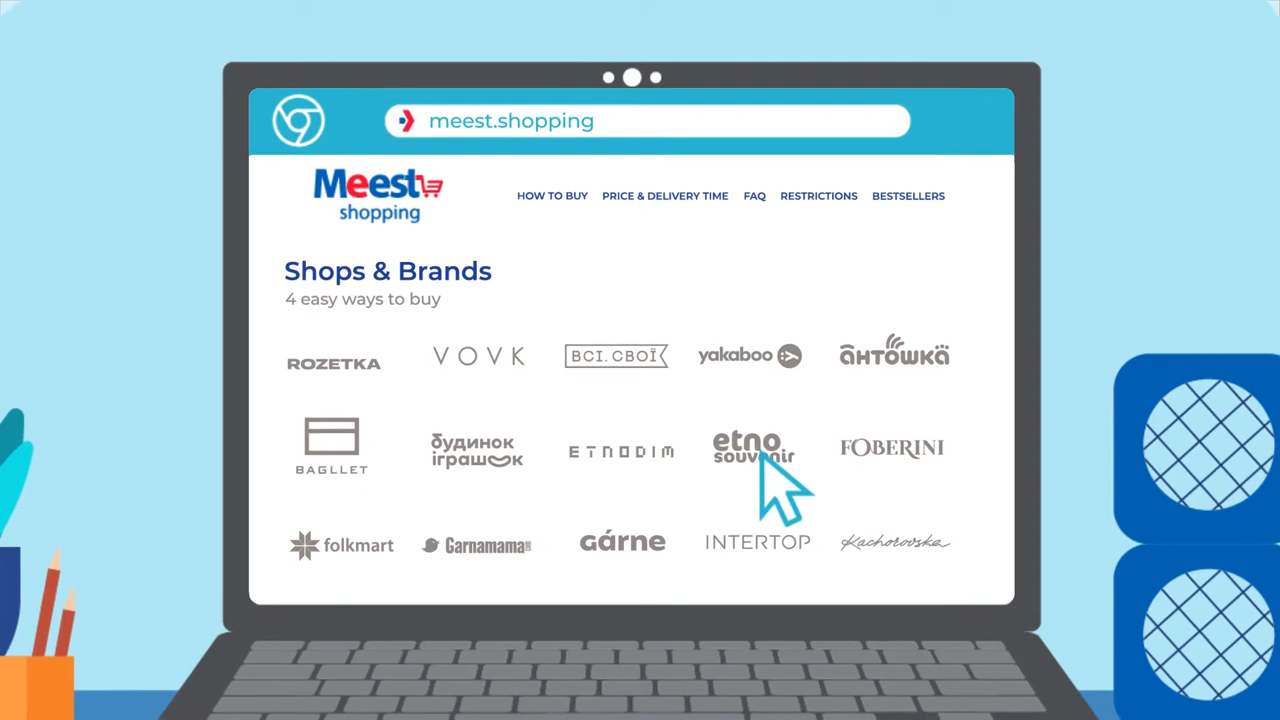 meest.shopping
Meest
shopping
HOW TO BUY PRICE & DELIVERY TIME FAQ RESTRICTIONS BESTSELLERS
Shops & Brands
4 easy ways to buy
ROZETKA VOVK ВСІ.СВОЇ yakaboo антошка
BAGLLET
будинок
іграшок
ETNODIM
etno
souvenir
FOBERINI
folkmart Garnamama.com gárne INTERTOP Kachorovska